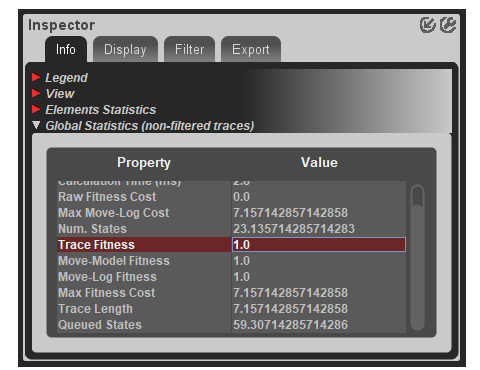 Inspector
Info Display Filter Export
Legend
View
Elements Statistics
Global Statistics (non-filtered traces)
Property Value
Calculation Time (ms) 2.8
Raw Fitness Cost 0.0
Max Move-Log Cost 7.157142857142858
Num. States 23.135714285714283
Trace Fitness 1.0
Move-Model Fitness 1.0
Move-Log Fitness 1.0
Max Fitness Cost 7.157142857142858
Trace Length 7.157142857142858
Queued States 59.30714285714286